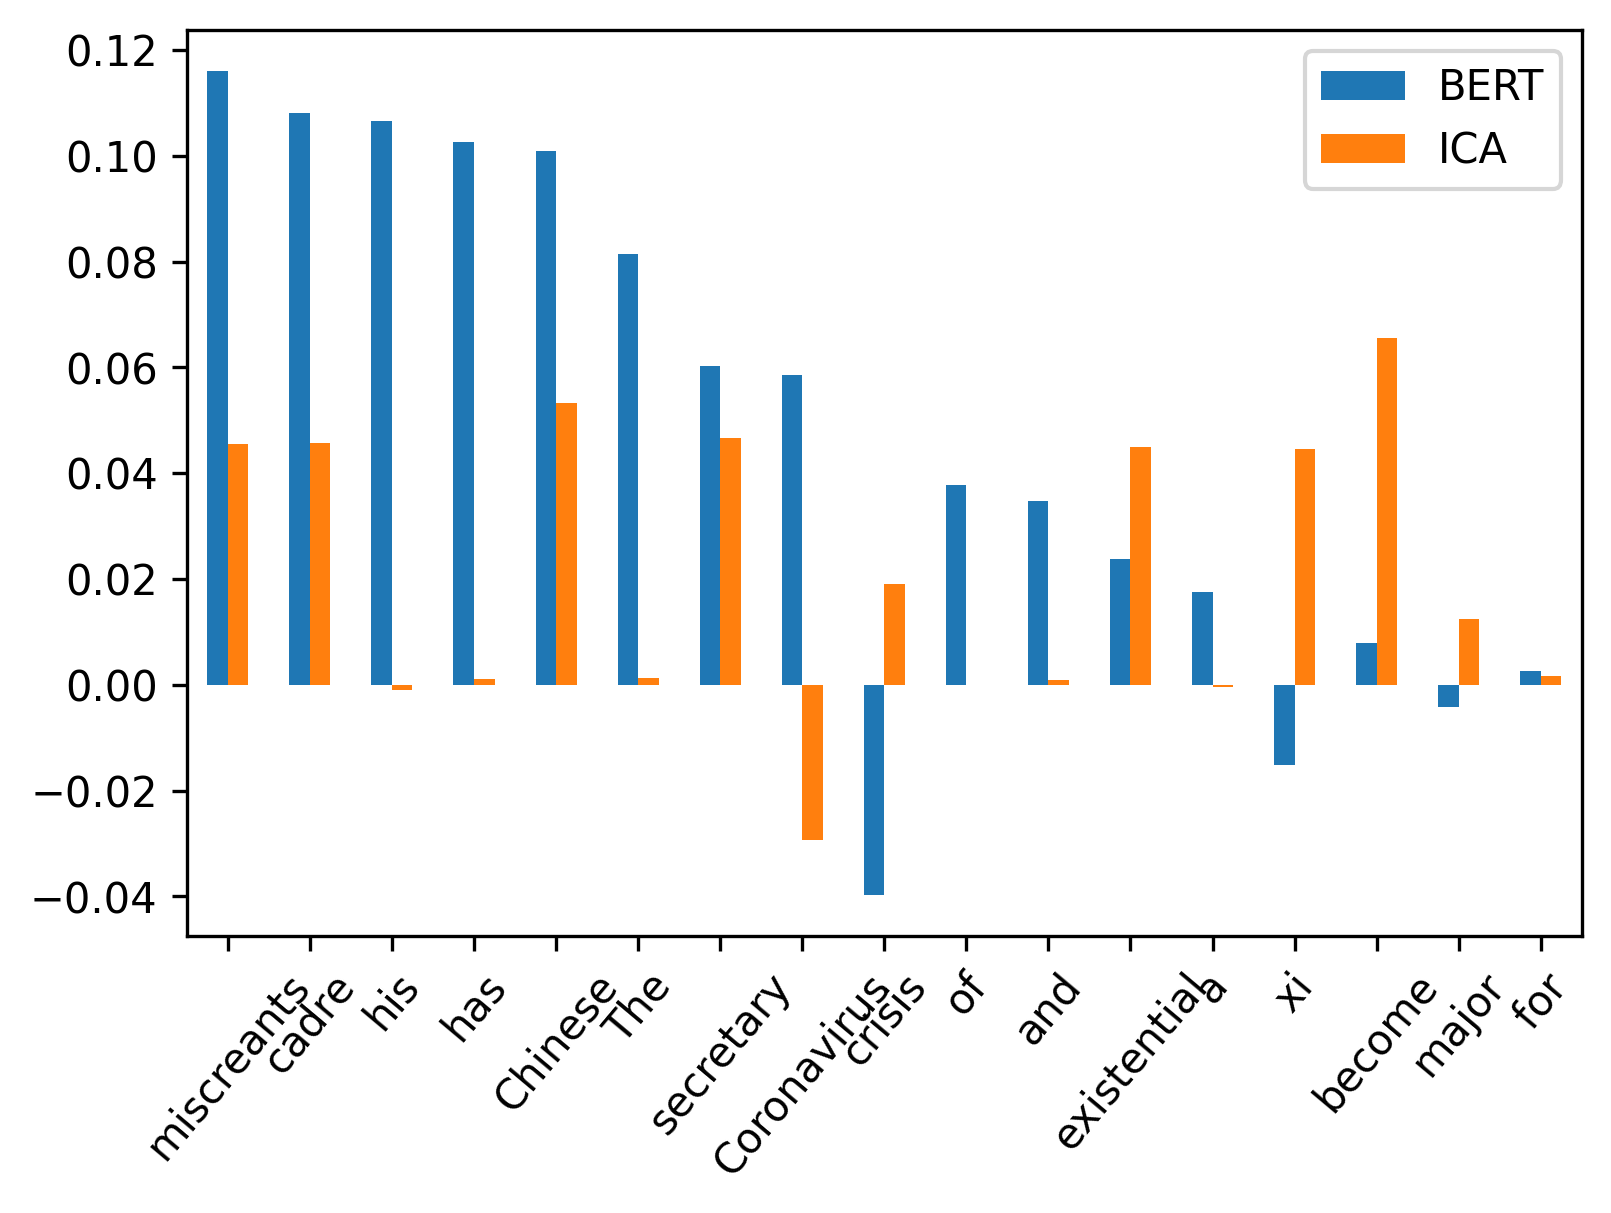 0.12
0.10
0.08
0.06
0.04
0.02
0.00
−0.02
−0.04
BERT
ICA
miscreants
cadre
his
has
Chinese
The
secretary
Coronavirus
crisis
of
and
existential
a
xi
become
major
for